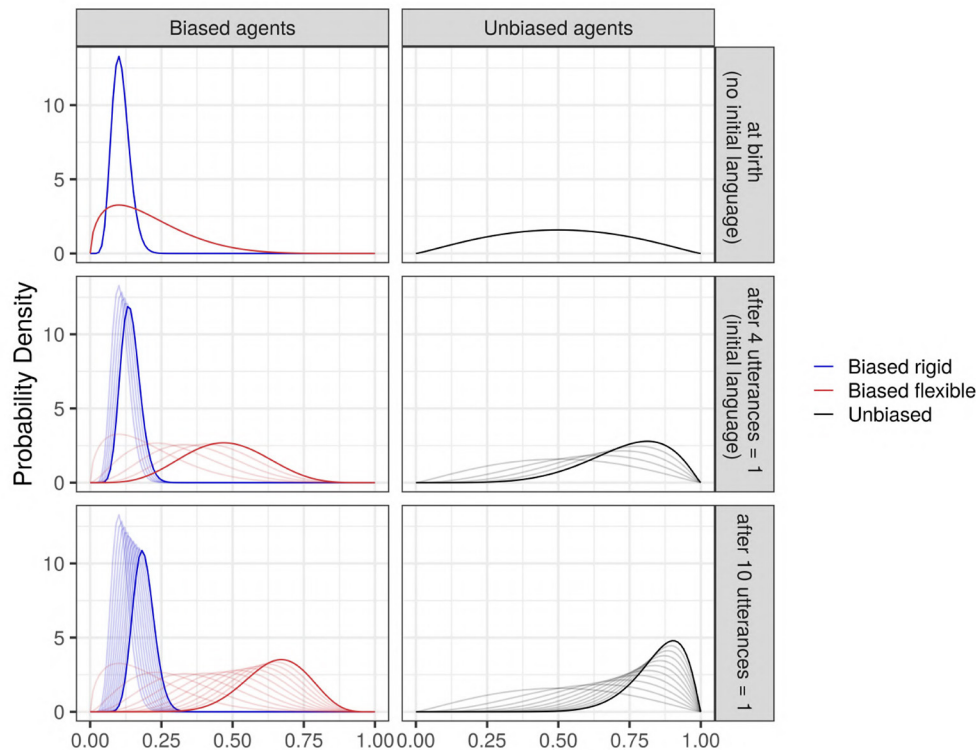 Biased agents
Unbiased agents
Probability Density
10
5
0
at birth
(no initial language)
10
5
0
after 4 utterances = 1
(initial language)
10
5
0
after 10 utterances = 1
0.00 0.25 0.50 0.75 1.00 0.00 0.25 0.50 0.75 1.00
Biased rigid
Biased flexible
Unbiased